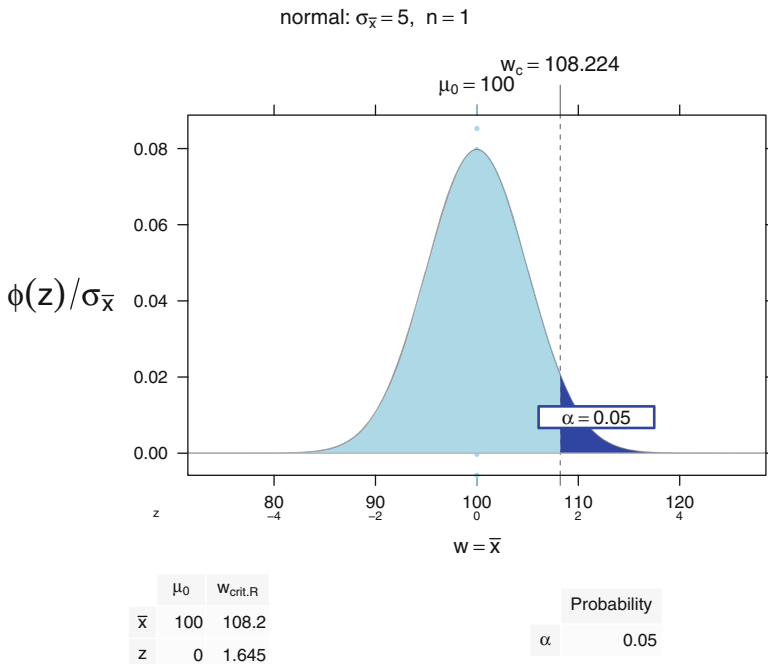 normal: σx̅ = 5, n = 1
wc = 108.224
μ0 = 100
0.08
0.06
0.04
0.02
0.00
ϕ(z)/σx̅
α = 0.05
80 90 100 110 120
z −4 −2 0 2 4
w = x̅
μ0 wcrit.R
x̅ 100 108.2
z 0 1.645
Probability
α 0.05